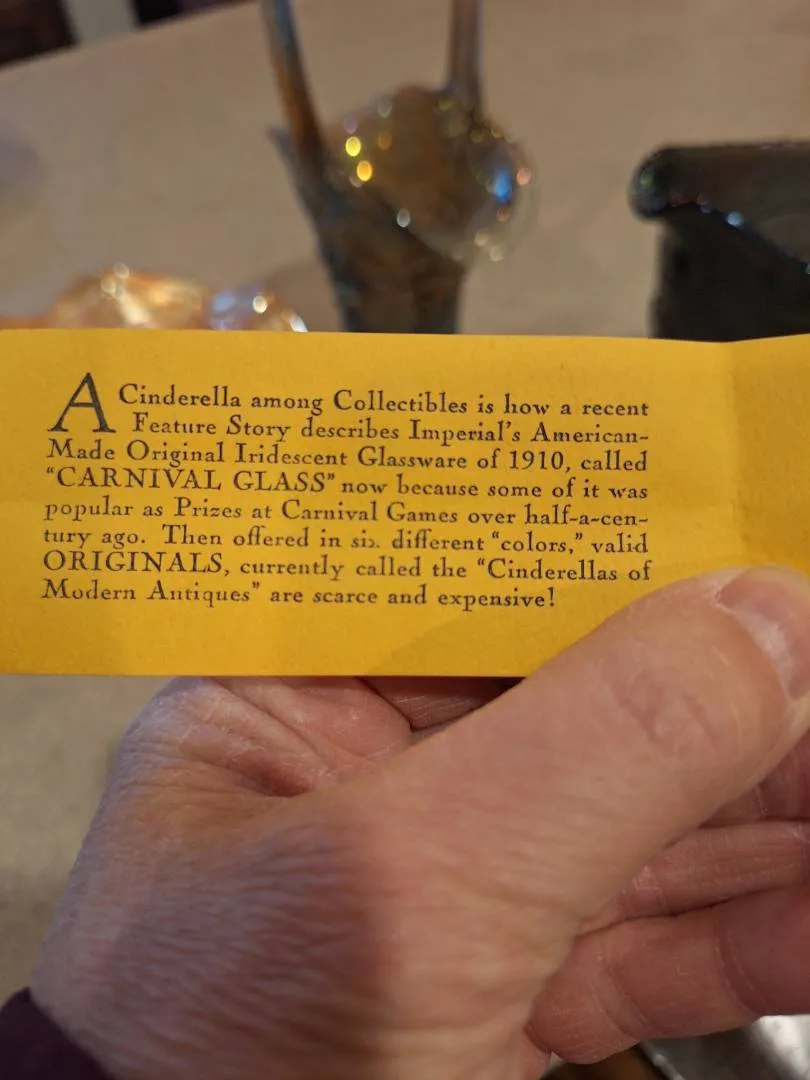 A Cinderella among Collectibles is how a recent
Feature Story describes Imperial's American-
Made Original Iridescent Glassware of 1910, called
"CARNIVAL GLASS" now because some of it was
popular as Prizes at Carnival Games over half-a-cen-
tury ago. Then offered in six different "colors," valid
ORIGINALS, currently called the "Cinderellas of
Modern Antiques" are scarce and expensive!